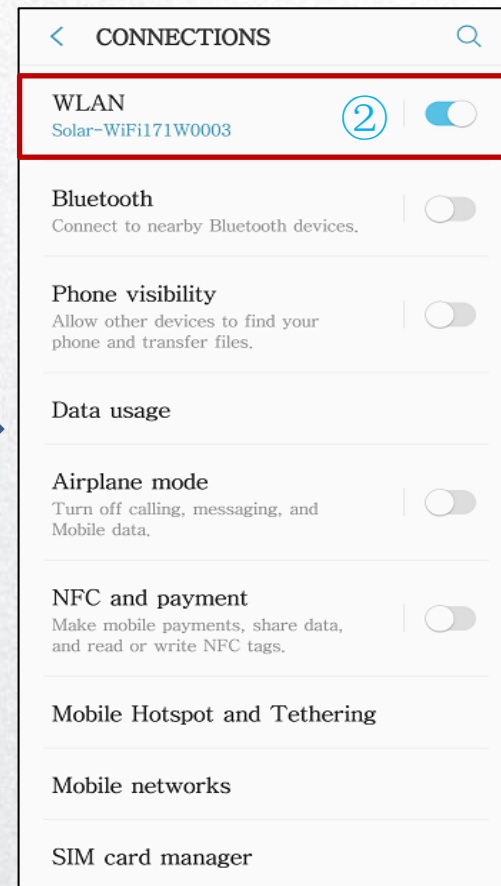 CONNECTIONS
WLAN
Solar-WiFi171W0003
②
Bluetooth
Connect to nearby Bluetooth devices.
Phone visibility
Allow other devices to find your
phone and transfer files.
Data usage
Airplane mode
Turn off calling, messaging, and
Mobile data.
NFC and payment
Make mobile payments, share data,
and read or write NFC tags.
Mobile Hotspot and Tethering
Mobile networks
SIM card manager